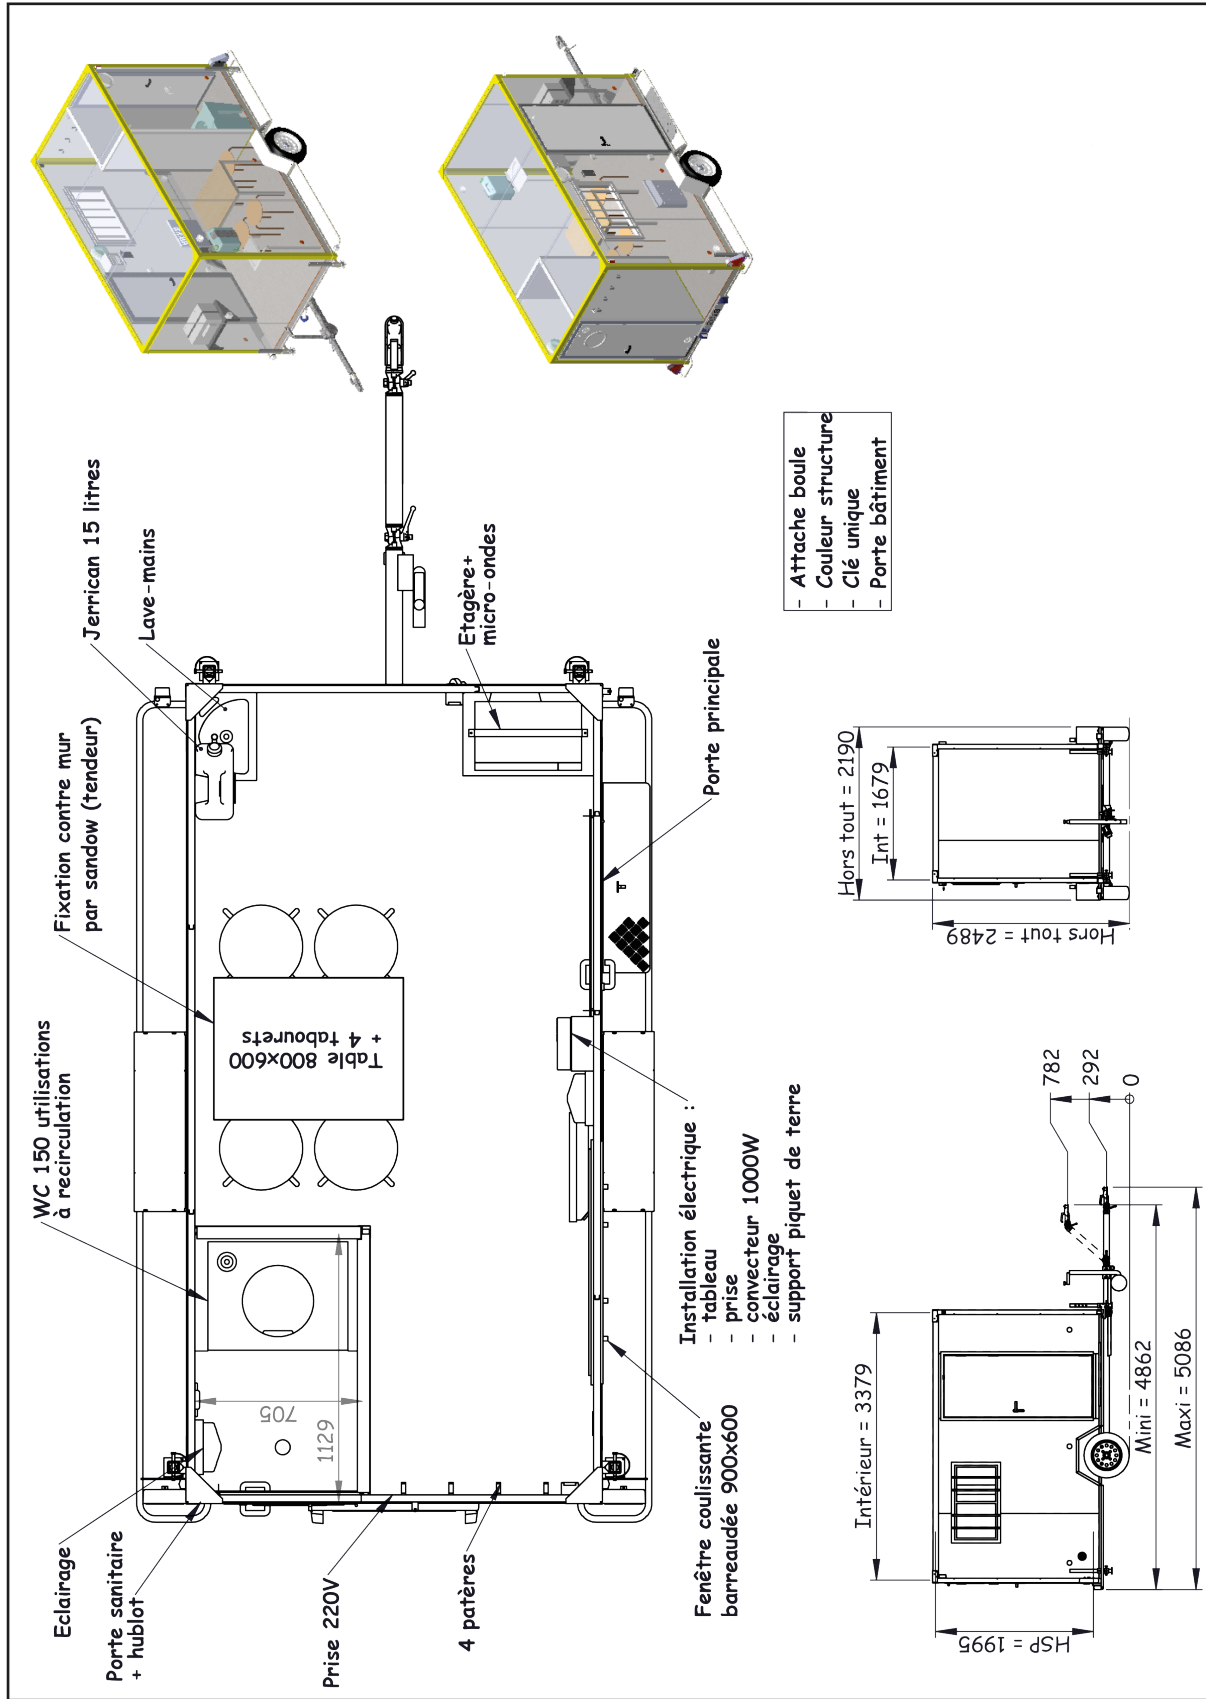 Jerrican 15 litres
Lave-mains
Fixation contre mur
par sandow (tendeur)
WC 150 utilisations
à recirculation
Eclairage
Porte sanitaire
+ hublot
Prise 220V
4 patères
Table 800x600
+ 4 tabourets
705
1129
Etagère+
micro-ondes
Porte principale
Installation électrique :
- tableau
- prise
- convecteur 1000W
- éclairage
- support piquet de terre
Fenêtre coulissante
barreaudée 900x600
- Attache boule
- Couleur structure
- Clé unique
- Porte bâtiment
Intérieur = 3379
HSP = 1995
Mini = 4862
Maxi = 5086
782
292
0
Hors tout = 2190
Int = 1679
Hors tout = 2489